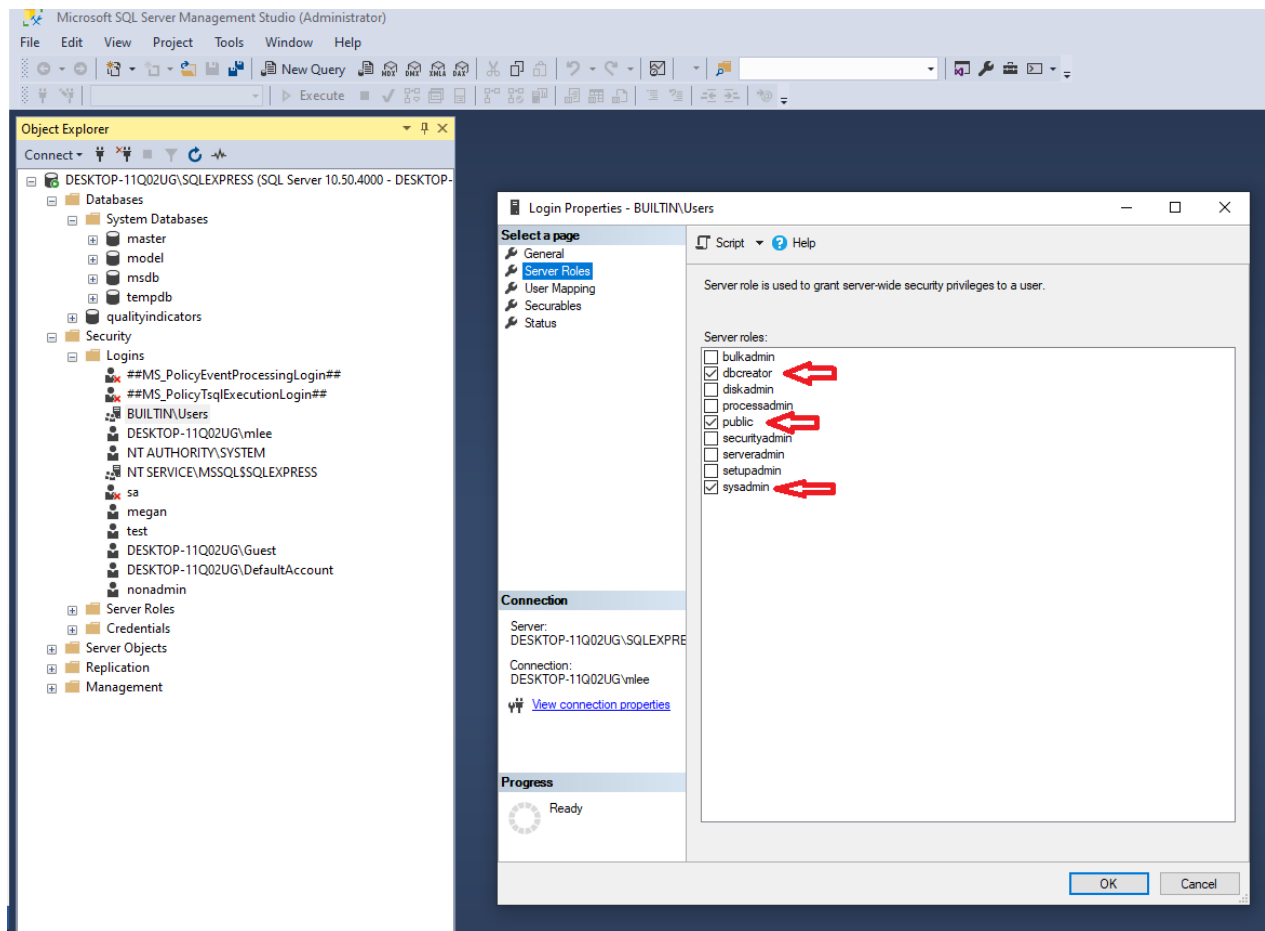 Microsoft SQL Server Management Studio (Administrator)
File Edit View Project Tools Window Help
New Query MDX DMX XMLA DAX
Execute
Object Explorer
Connect
DESKTOP-11Q02UG\SQLEXPRESS (SQL Server 10.50.4000 - DESKTOP-
Databases
System Databases
master
model
msdb
tempdb
qualityindicators
Security
Logins
##MS_PolicyEventProcessingLogin##
##MS_PolicyTsqlExecutionLogin##
BUILTIN\Users
DESKTOP-11Q02UG\mlee
NT AUTHORITY\SYSTEM
NT SERVICE\MSSQL$SQLEXPRESS
sa
megan
test
DESKTOP-11Q02UG\Guest
DESKTOP-11Q02UG\DefaultAccount
nonadmin
Server Roles
Credentials
Server Objects
Replication
Management
Login Properties - BUILTIN\Users
Select a page
General
Server Roles
User Mapping
Securables
Status
Script Help
Server role is used to grant server-wide security privileges to a user.
Server roles:
bulkadmin
dbcreator
diskadmin
processadmin
public
securityadmin
serveradmin
setupadmin
sysadmin
Connection
Server:
DESKTOP-11Q02UG\SQLEXPRE
Connection:
DESKTOP-11Q02UG\mlee
View connection properties
Progress
Ready
OK Cancel